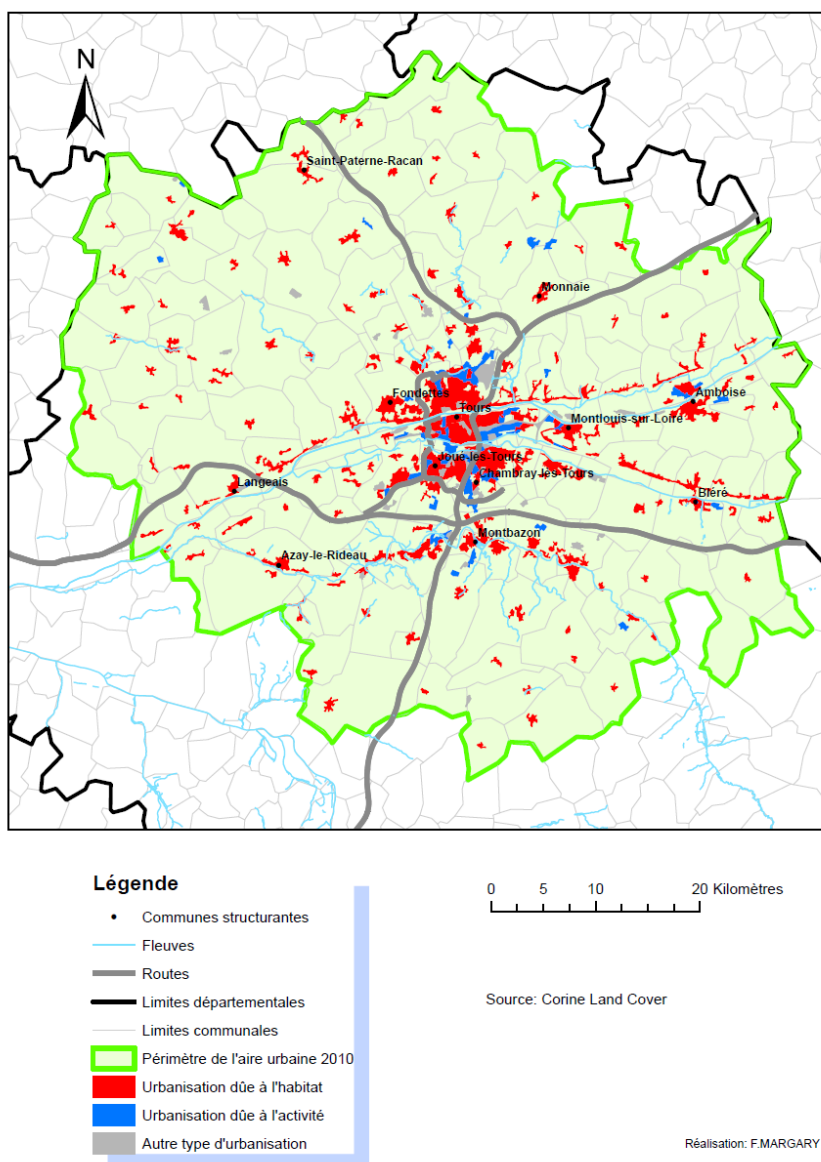 N
Saint-Paterne-Racan
Monnaie
Fondettes
Tours
Amboise
Montlouis-sur-Loire
Joué-les-Tours
Chambray-les-Tours
Langeais
Bléré
Montbazon
Azay-le-Rideau
Légende
Communes structurantes
Fleuves
Routes
Limites départementales
Limites communales
Périmètre de l'aire urbaine 2010
Urbanisation dûe à l'habitat
Urbanisation dûe à l'activité
Autre type d'urbanisation
0 5 10 20 Kilomètres
Source: Corine Land Cover
Réalisation: F.MARGARY